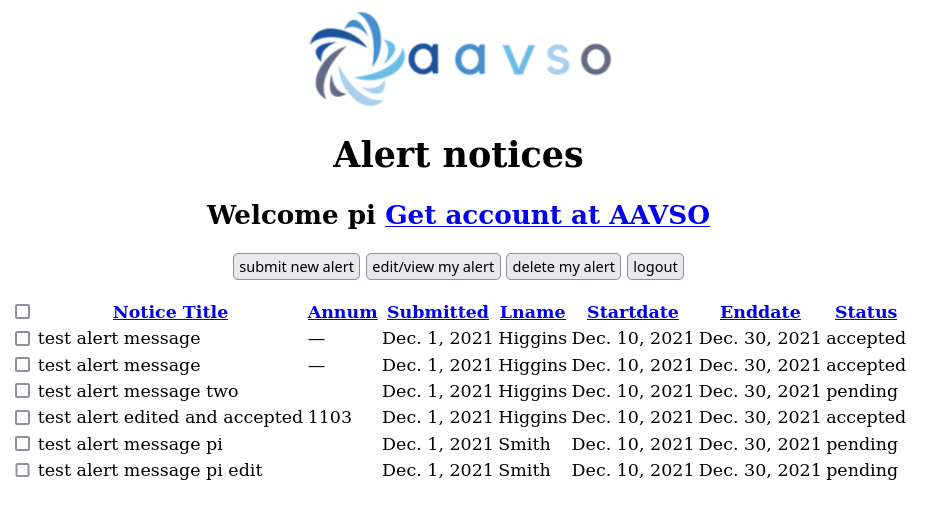 aavso
Alert notices
Welcome pi Get account at AAVSO
submit new alert edit/view my alert delete my alert logout
Notice Title Annum Submitted Lname Startdate Enddate Status
test alert message — Dec. 1, 2021 Higgins Dec. 10, 2021 Dec. 30, 2021 accepted
test alert message — Dec. 1, 2021 Higgins Dec. 10, 2021 Dec. 30, 2021 accepted
test alert message two Dec. 1, 2021 Higgins Dec. 10, 2021 Dec. 30, 2021 pending
test alert edited and accepted 1103 Dec. 1, 2021 Higgins Dec. 10, 2021 Dec. 30, 2021 accepted
test alert message pi Dec. 1, 2021 Smith Dec. 10, 2021 Dec. 30, 2021 pending
test alert message pi edit Dec. 1, 2021 Smith Dec. 10, 2021 Dec. 30, 2021 pending